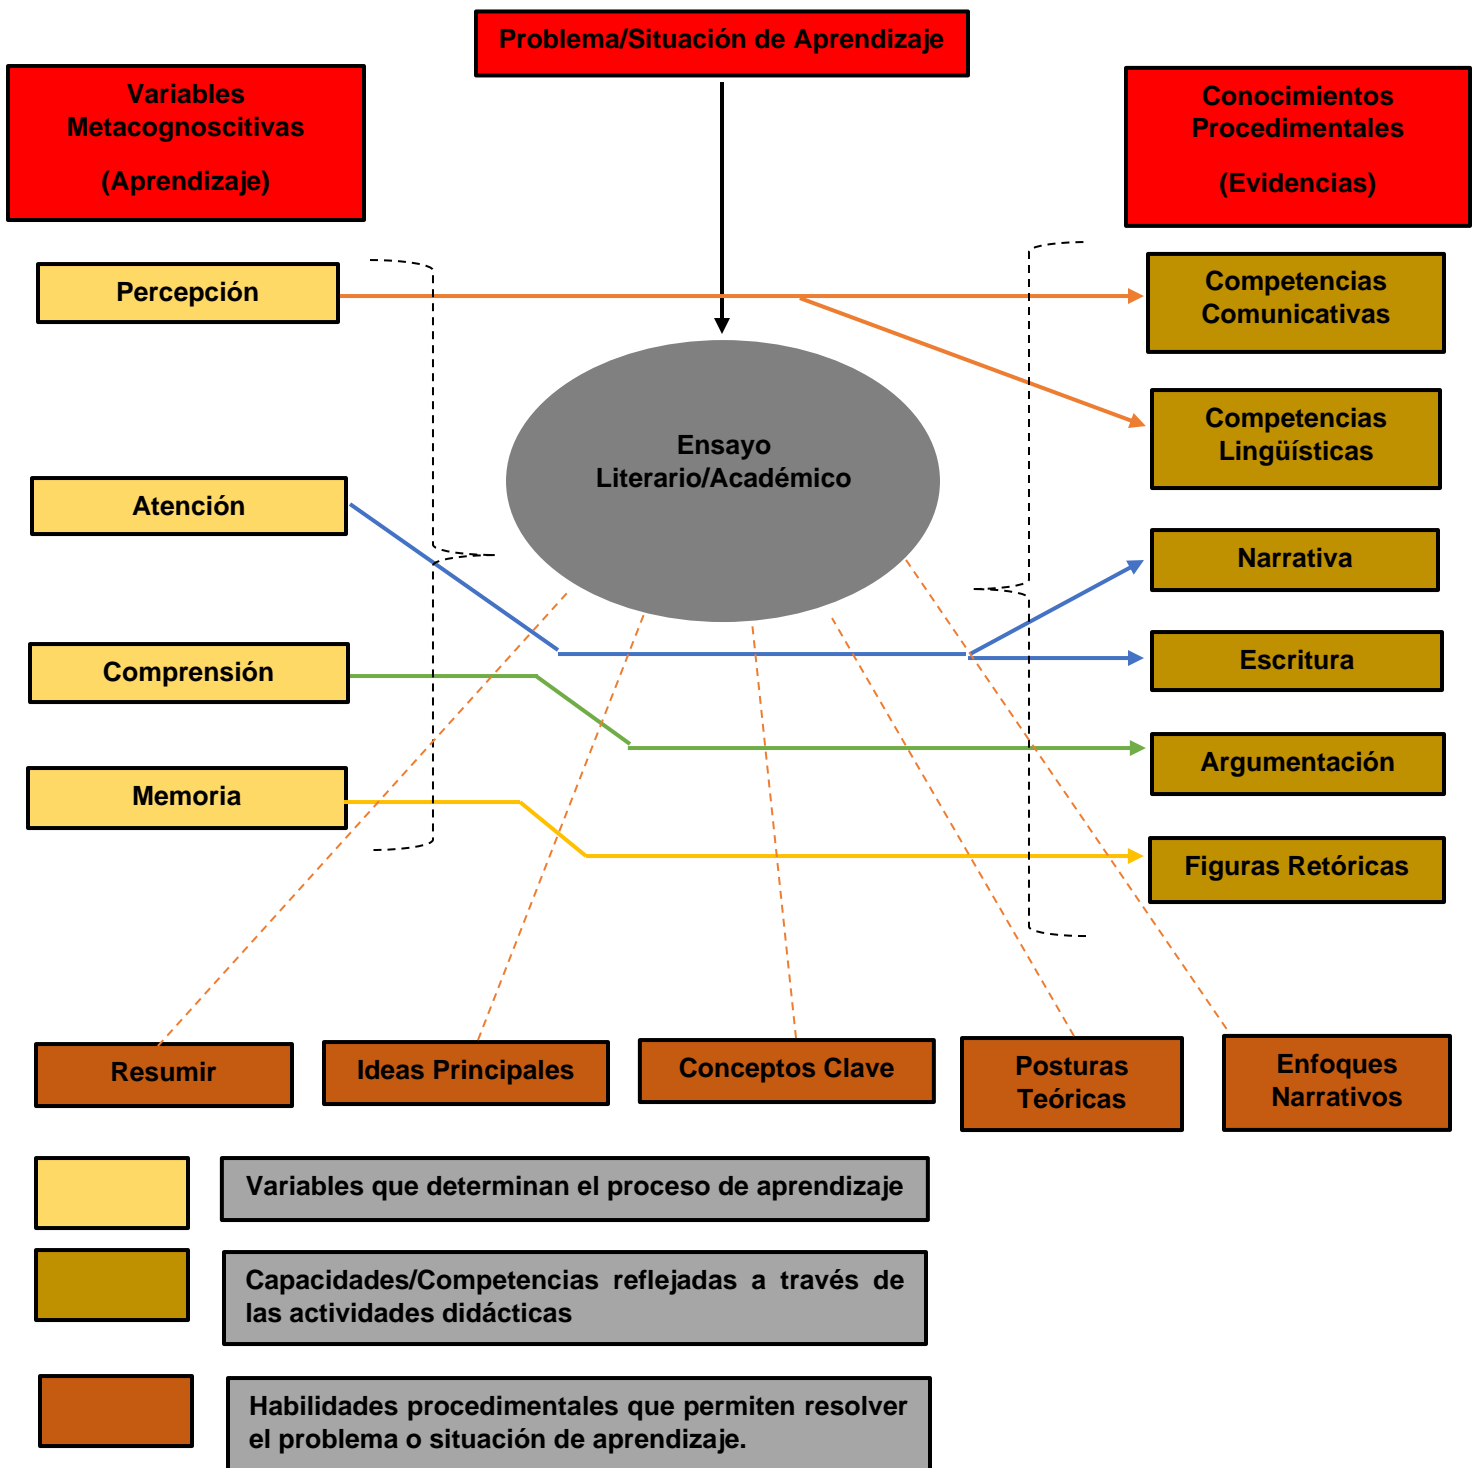 Problema/Situación de Aprendizaje
Variables
Metacognoscitivas
(Aprendizaje)
Conocimientos
Procedimentales
(Evidencias)
Percepción
Atención
Comprensión
Memoria
Ensayo
Literario/Académico
Competencias
Comunicativas
Competencias
Lingüísticas
Narrativa
Escritura
Argumentación
Figuras Retóricas
Resumir
Ideas Principales
Conceptos Clave
Posturas
Teóricas
Enfoques
Narrativos
Variables que determinan el proceso de aprendizaje
Capacidades/Competencias reflejadas a través de
las actividades didácticas
Habilidades procedimentales que permiten resolver
el problema o situación de aprendizaje.